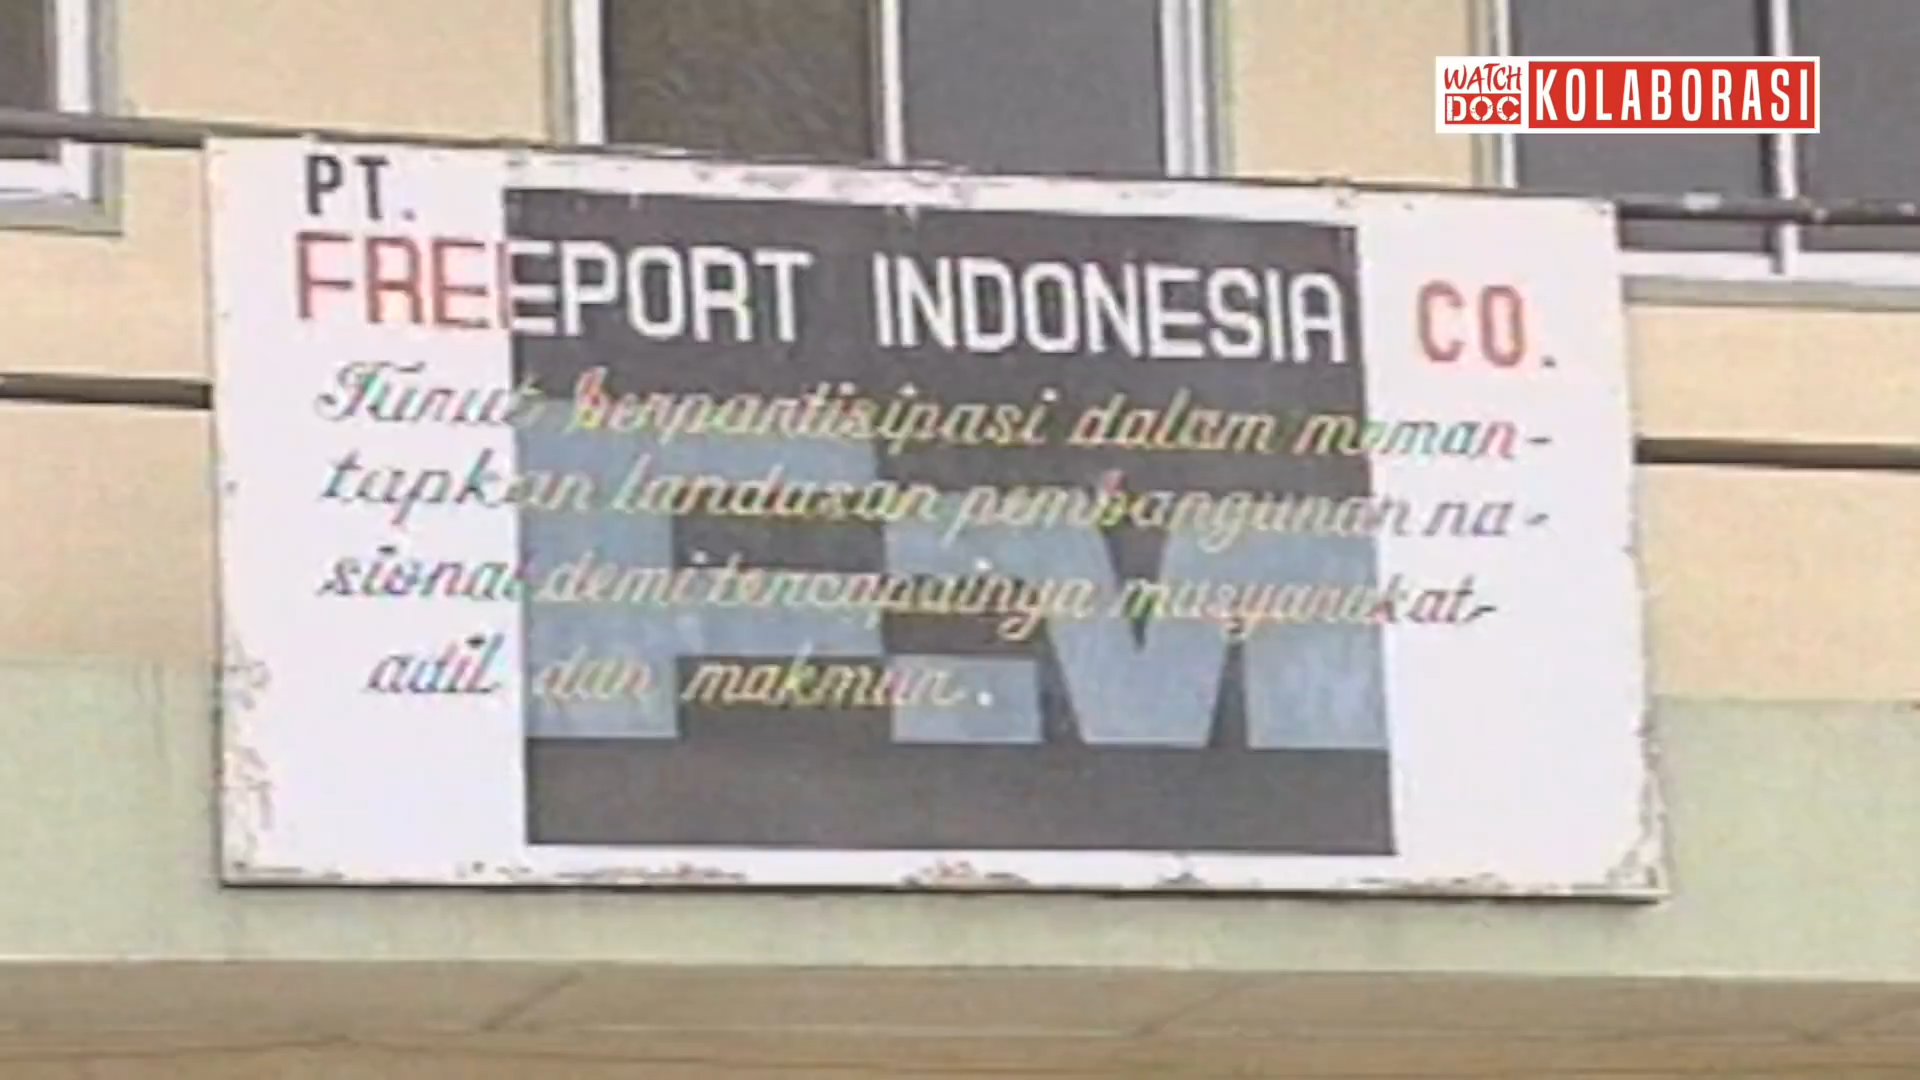 WATCH DOC KOLABORASI
PT.
FREEPORT INDONESIA CO.
Turut berpartisipasi dalam meman-
tapkan landasan pembangunan na-
sional demi tercapainya masyarakat
adil dan makmur.
FM